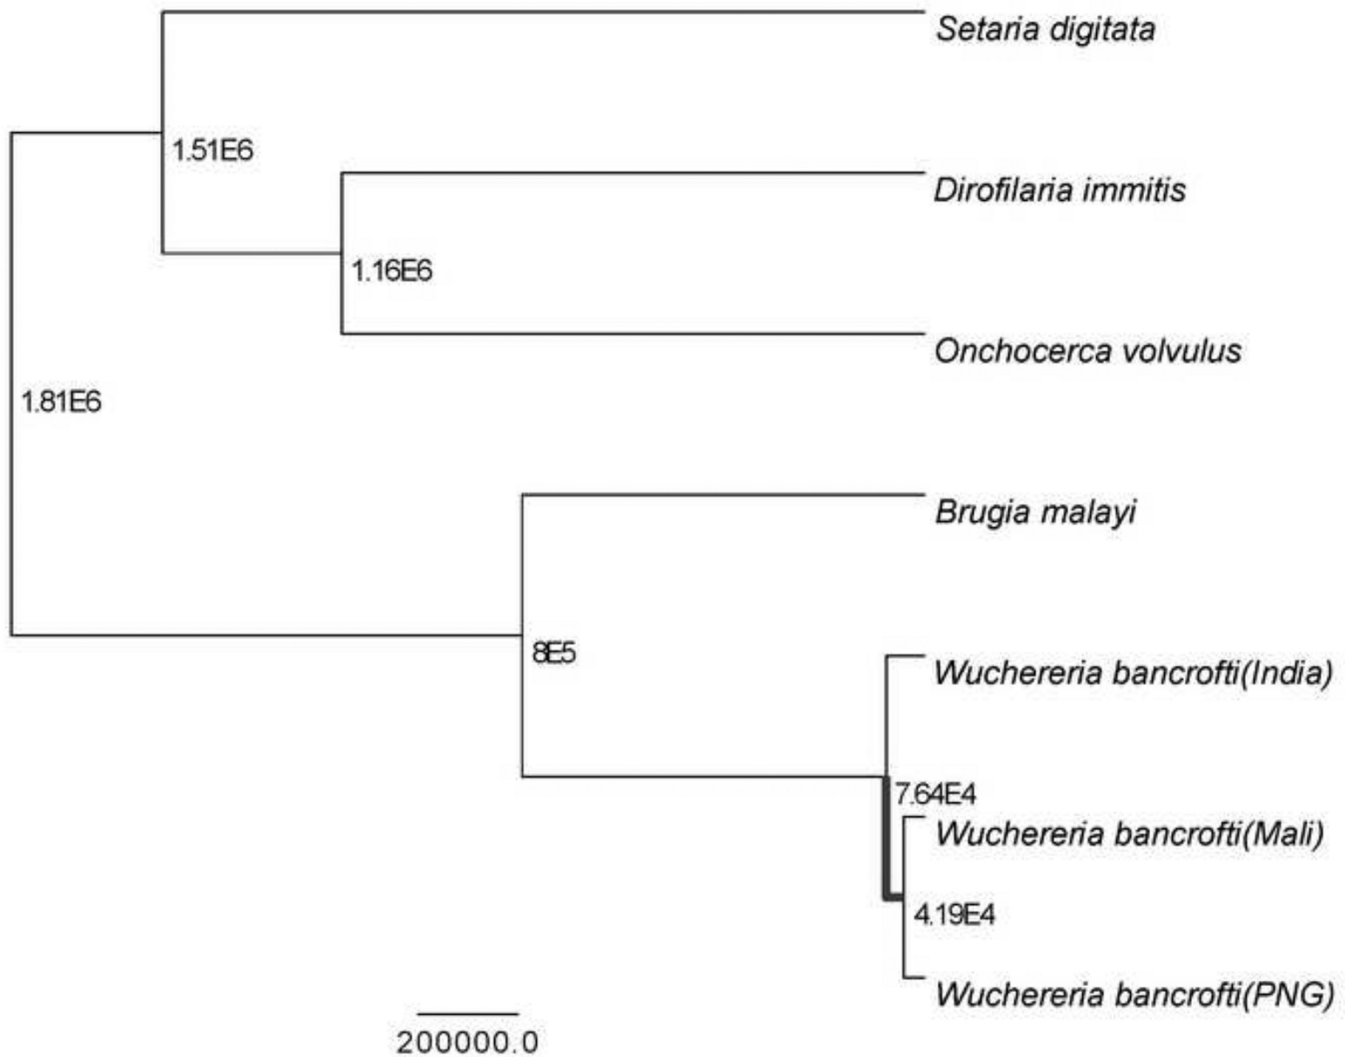 Setaria digitata
1.51E6
Dirofilaria immitis
1.16E6
Onchocerca volvulus
1.81E6
Brugia malayi
8E5
Wuchereria bancrofti(India)
7.64E4
Wuchereria bancrofti(Mali)
4.19E4
Wuchereria bancrofti(PNG)
200000.0